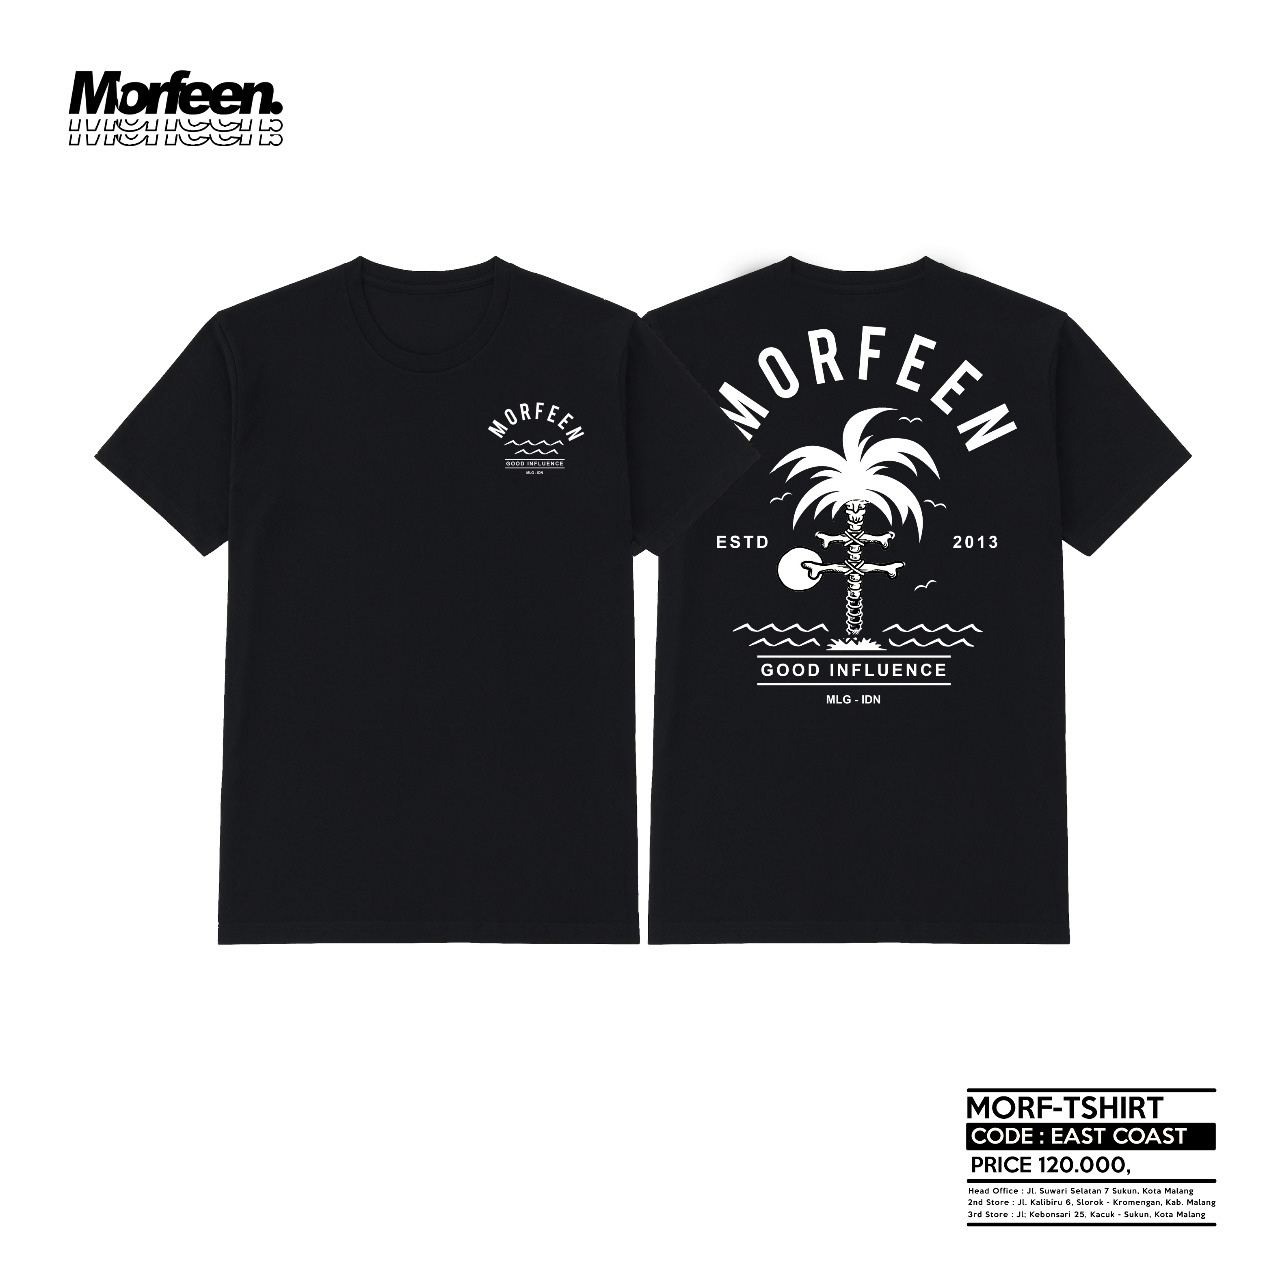 Morfeen.
MORFEEN
GOOD INFLUENCE
MLG - IDN
MORFEEN
ESTD 2013
GOOD INFLUENCE
MLG - IDN
MORF-TSHIRT
CODE : EAST COAST
PRICE 120.000,
Head Office : Jl. Suwari Selatan 7 Sukun, Kota Malang
2nd Store : Jl. Kalibiru 6, Slorok - Kromengan, Kab. Malang
3rd Store : Jl; Kebonsari 25, Kacuk - Sukun, Kota Malang